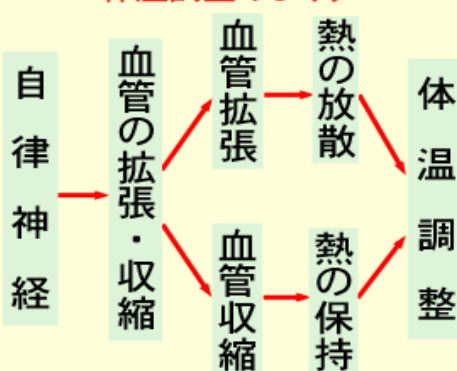 自律神経
血管の拡張・収縮
血管拡張
熱の放散
血管収縮
熱の保持
体温調整